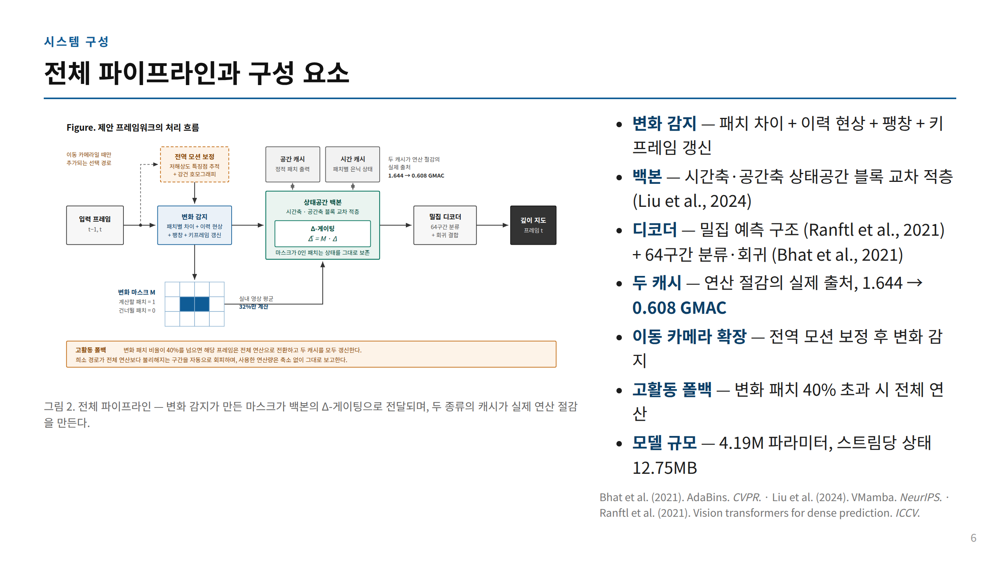 시스템 구성
전체 파이프라인과 구성 요소
Figure. 제안 프레임워크의 처리 흐름
이동 카메라일 때만
추가되는 선택 경로
전역 모션 보정
저해상도 특징점 추적
+ 강건 호모그래피
공간 캐시
정적 패치 출력
시간 캐시
패치별 은닉 상태
두 캐시가 연산 절감의
실제 출처
1.644 → 0.608 GMAC
입력 프레임
t−1, t
변화 감지
패치별 차이 + 이력 현상
+ 팽창 + 키프레임 갱신
상태공간 백본
시간축 · 공간축 블록 교차 적층
Δ-게이팅
Δ̃ = M · Δ
마스크가 0인 패치는 상태를 그대로 보존
밀집 디코더
64구간 분류
+ 회귀 결합
깊이 지도
프레임 t
변화 마스크 M
계산할 패치 = 1
건너뛸 패치 = 0
실내 영상 평균
32%만 계산
고활동 폴백 변화 패치 비율이 40%를 넘으면 해당 프레임은 전체 연산으로 전환하고 두 캐시를 모두 갱신한다.
희소 경로가 전체 연산보다 불리해지는 구간을 자동으로 회피하며, 사용한 연산량은 축소 없이 그대로 보고한다.
그림 2. 전체 파이프라인 — 변화 감지가 만든 마스크가 백본의 Δ-게이팅으로 전달되며, 두 종류의 캐시가 실제 연산 절감
을 만든다.
• 변화 감지 — 패치 차이 + 이력 현상 + 팽창 + 키
프레임 갱신
• 백본 — 시간축·공간축 상태공간 블록 교차 적층
(Liu et al., 2024)
• 디코더 — 밀집 예측 구조 (Ranftl et al., 2021)
+ 64구간 분류·회귀 (Bhat et al., 2021)
• 두 캐시 — 연산 절감의 실제 출처, 1.644 →
0.608 GMAC
• 이동 카메라 확장 — 전역 모션 보정 후 변화 감
지
• 고활동 폴백 — 변화 패치 40% 초과 시 전체 연
산
• 모델 규모 — 4.19M 파라미터, 스트림당 상태
12.75MB
Bhat et al. (2021). AdaBins. CVPR. · Liu et al. (2024). VMamba. NeurIPS. ·
Ranftl et al. (2021). Vision transformers for dense prediction. ICCV.
6